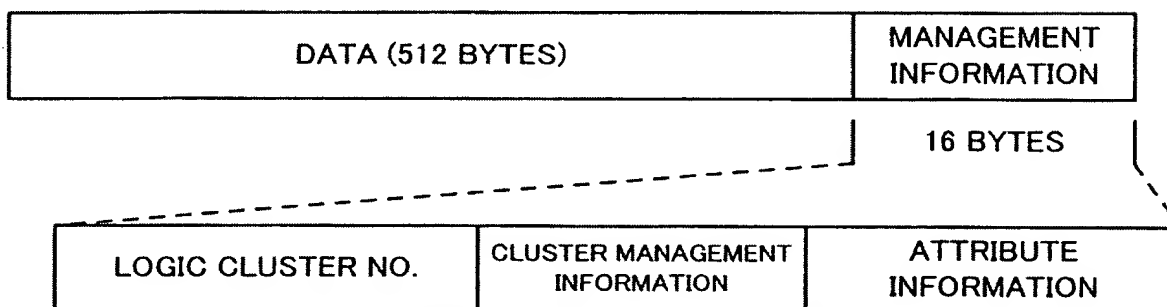 DATA (512 BYTES)
MANAGEMENT
INFORMATION
16 BYTES
LOGIC CLUSTER NO.
CLUSTER MANAGEMENT
INFORMATION
ATTRIBUTE
INFORMATION